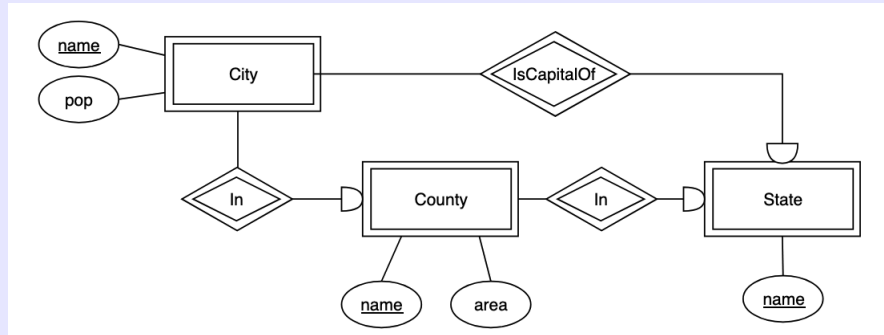 name
City
IsCapitalOf
pop
In
County
In
State
name
area
name